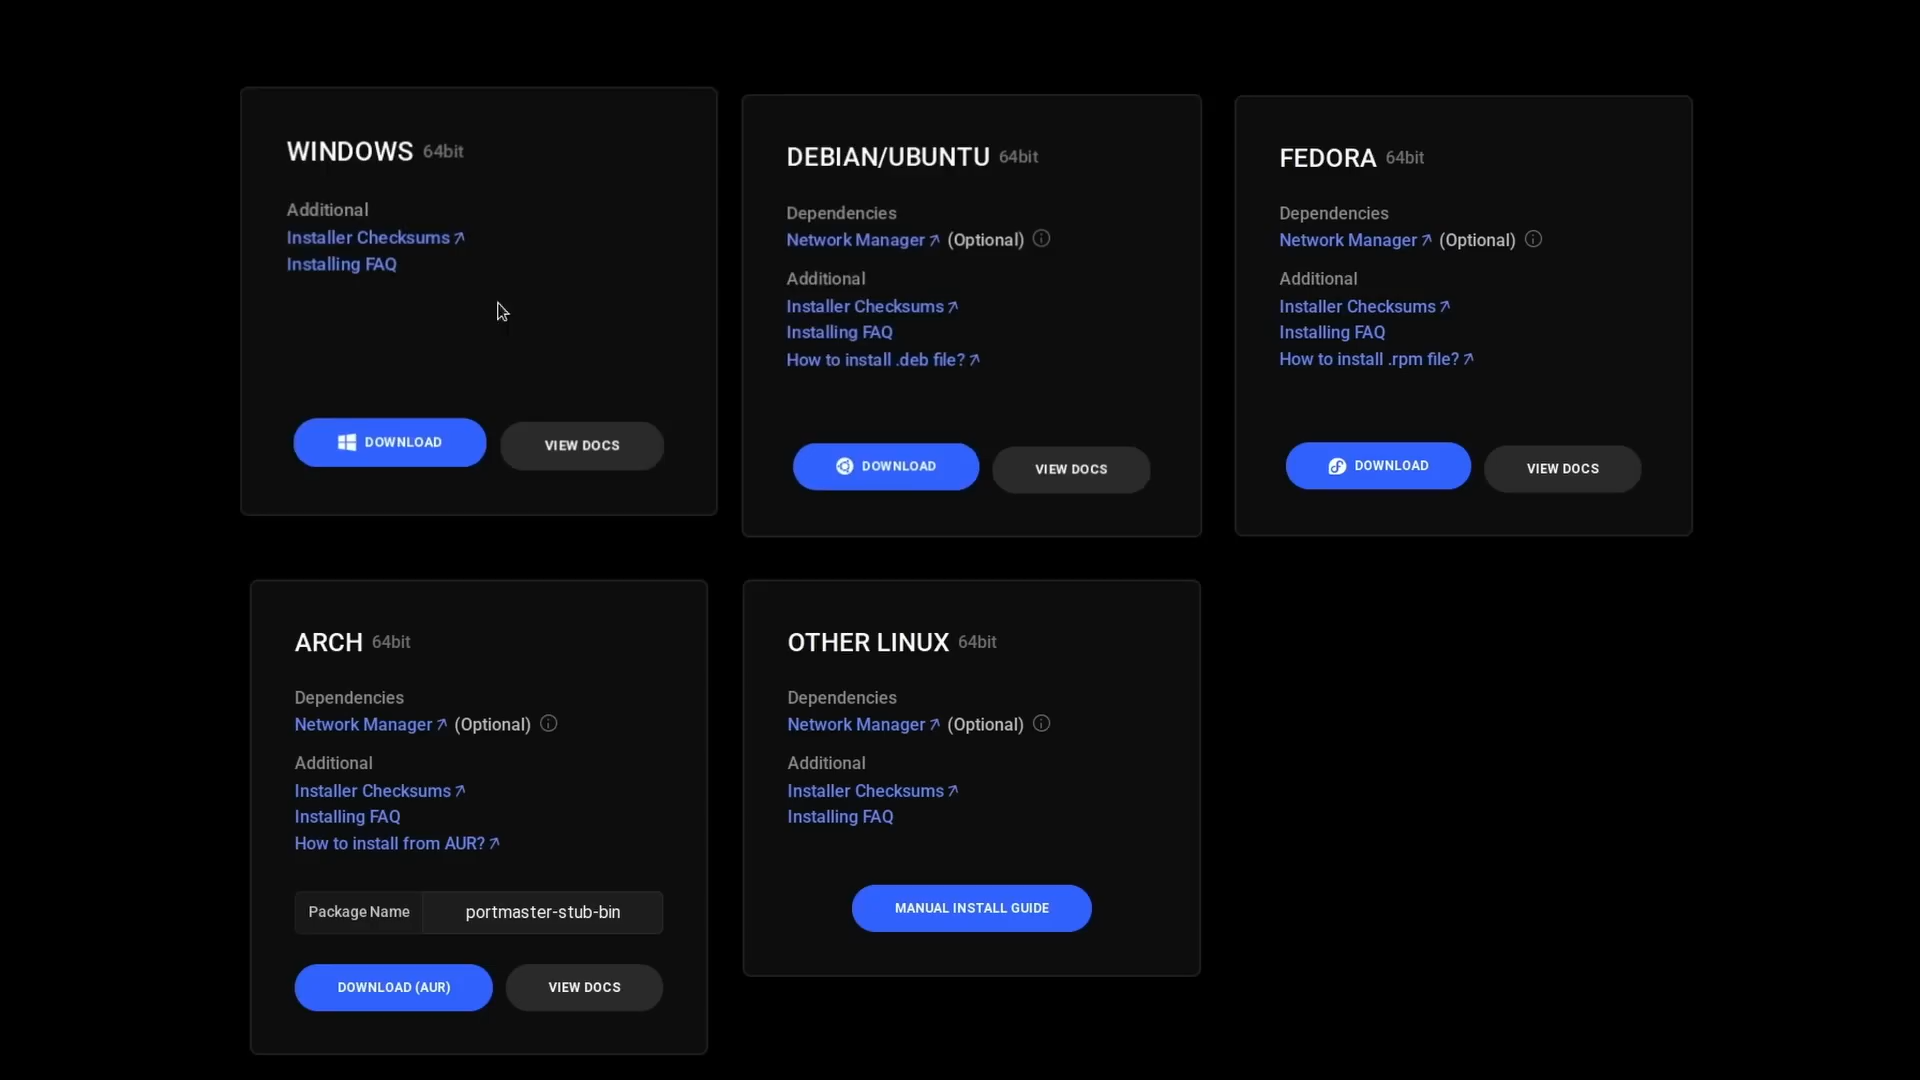 WINDOWS 64bit
Additional
Installer Checksums ↗
Installing FAQ
DOWNLOAD
VIEW DOCS
DEBIAN/UBUNTU 64bit
Dependencies
Network Manager ↗ (Optional)
Additional
Installer Checksums ↗
Installing FAQ
How to install .deb file? ↗
DOWNLOAD
VIEW DOCS
FEDORA 64bit
Dependencies
Network Manager ↗ (Optional)
Additional
Installer Checksums ↗
Installing FAQ
How to install .rpm file? ↗
DOWNLOAD
VIEW DOCS
ARCH 64bit
Dependencies
Network Manager ↗ (Optional)
Additional
Installer Checksums ↗
Installing FAQ
How to install from AUR? ↗
Package Name portmaster-stub-bin
DOWNLOAD (AUR)
VIEW DOCS
OTHER LINUX 64bit
Dependencies
Network Manager ↗ (Optional)
Additional
Installer Checksums ↗
Installing FAQ
MANUAL INSTALL GUIDE